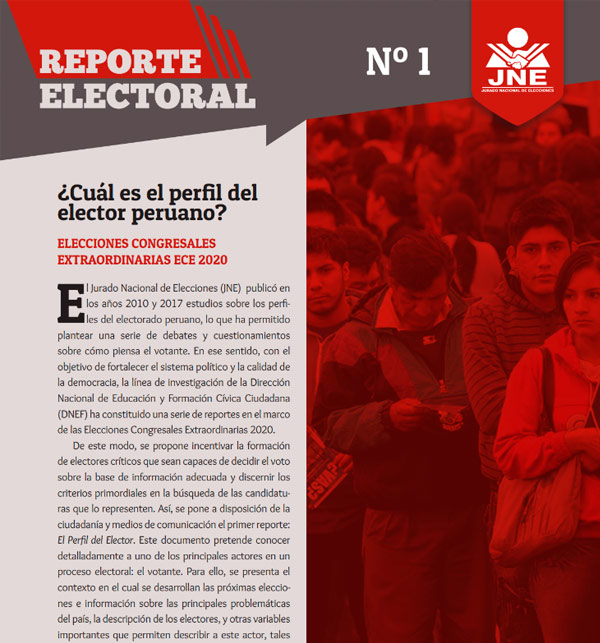 REPORTE
ELECTORAL
Nº 1
JNE
JURADO NACIONAL DE ELECCIONES
¿Cuál es el perfil del
elector peruano?
ELECCIONES CONGRESALES
EXTRAORDINARIAS ECE 2020
El Jurado Nacional de Elecciones (JNE) publicó en
los años 2010 y 2017 estudios sobre los perfi-
les del electorado peruano, lo que ha permitido
plantear una serie de debates y cuestionamientos
sobre cómo piensa el votante. En ese sentido, con el
objetivo de fortalecer el sistema político y la calidad de
la democracia, la línea de investigación de la Dirección
Nacional de Educación y Formación Cívica Ciudadana
(DNEF) ha constituido una serie de reportes en el marco
de las Elecciones Congresales Extraordinarias 2020.
De este modo, se propone incentivar la formación
de electores críticos que sean capaces de decidir el voto
sobre la base de información adecuada y discernir los
criterios primordiales en la búsqueda de las candidatu-
ras que lo representen. Así, se pone a disposición de la
ciudadanía y medios de comunicación el primer reporte:
El Perfil del Elector. Este documento pretende conocer
detalladamente a uno de los principales actores en un
proceso electoral: el votante. Para ello, se presenta el
contexto en el cual se desarrollan las próximas eleccio-
nes e información sobre las principales problemáticas
del país, la descripción de los electores, y otras variables
importantes que permiten describir a este actor, tales